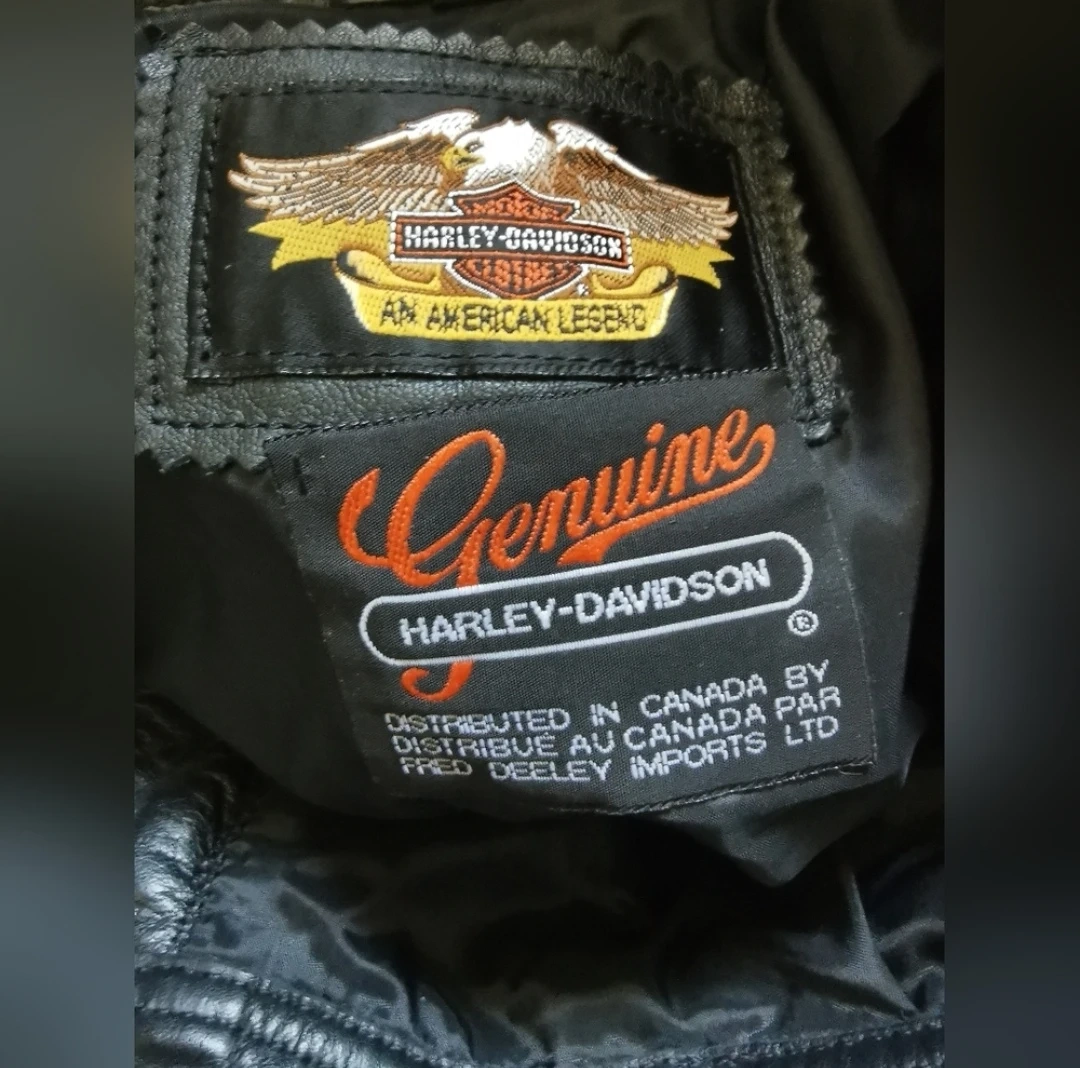 MOTOR
HARLEY-DAVIDSON
AN AMERICAN LEGEND
Genuine
HARLEY-DAVIDSON
®
DISTRIBUTED IN CANADA BY
DISTRIBUÉ AU CANADA PAR
FRED DEELEY IMPORTS LTD